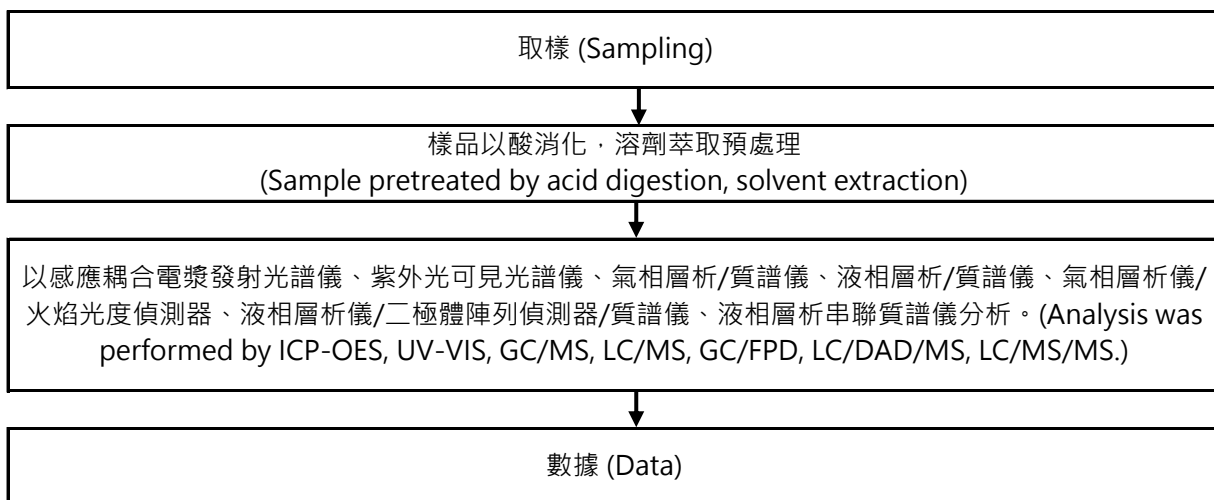 取樣 (Sampling)
樣品以酸消化，溶劑萃取預處理
(Sample pretreated by acid digestion, solvent extraction)
以感應耦合電漿發射光譜儀、紫外光可見光譜儀、氣相層析/質譜儀、液相層析/質譜儀、氣相層析儀/
火焰光度偵測器、液相層析儀/二極體陣列偵測器/質譜儀、液相層析串聯質譜儀分析。(Analysis was
performed by ICP-OES, UV-VIS, GC/MS, LC/MS, GC/FPD, LC/DAD/MS, LC/MS/MS.)
數據 (Data)